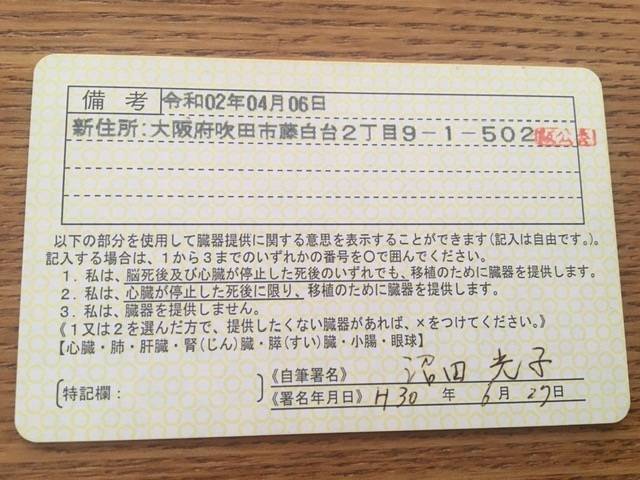 備考 令和02年04月06日
新住所:大阪府吹田市藤白台2丁目9-1-502
以下の部分を使用して臓器提供に関する意思を表示することができます(記入は自由です。)。
記入する場合は、1から3までのいずれかの番号を〇で囲んでください。
1. 私は、脳死後及び心臓が停止した死後のいずれでも、移植のために臓器を提供します。
2. 私は、心臓が停止した死後に限り、移植のために臓器を提供します。
3. 私は、臓器を提供しません。
《1又は2を選んだ方で、提供したくない臓器があれば、×をつけてください。》
【心臓・肺・肝臓・腎(じん)臓・膵(すい)臓・小腸・眼球】
特記欄:
《自筆署名》 沼田 光子
《署名年月日》 H30 年 6 月 27 日